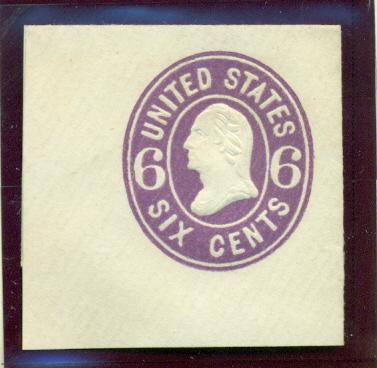 UNITED STATES
6 6
SIX CENTS